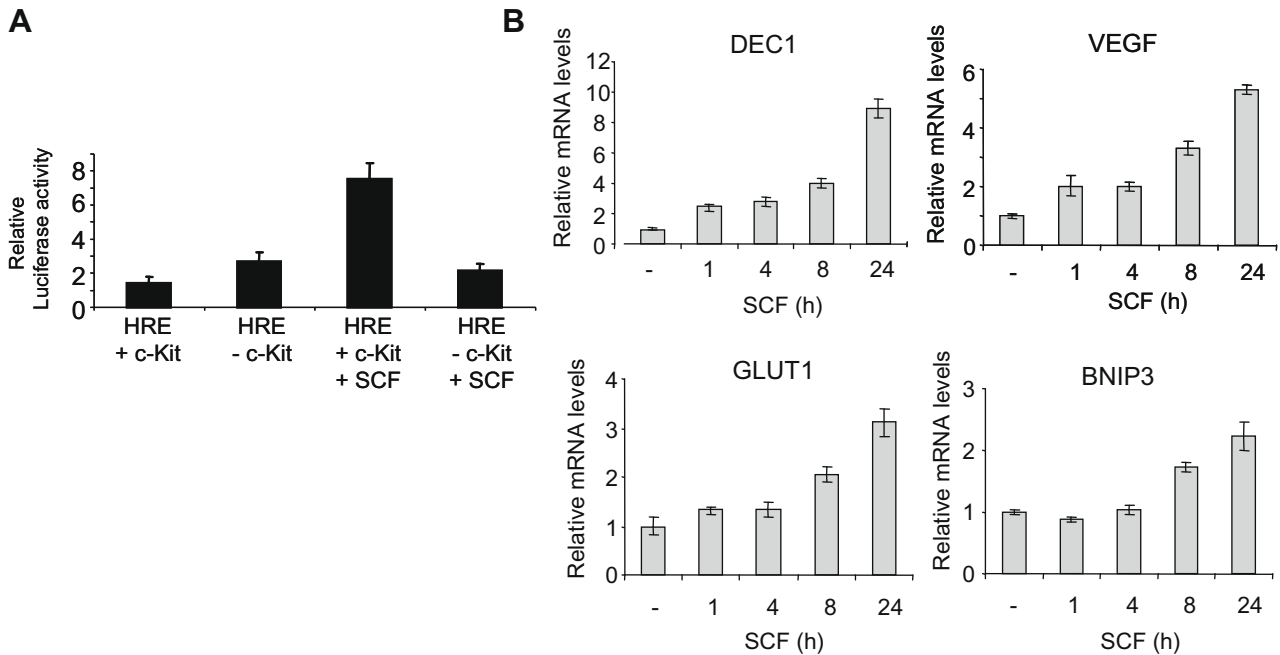 A
Relative
Luciferase activity
8
6
4
2
0
HRE
+ c-Kit
HRE
- c-Kit
HRE
+ c-Kit
+ SCF
HRE
- c-Kit
+ SCF
B
DEC1
Relative mRNA levels
12
10
8
6
4
2
0
- 1 4 8 24
SCF (h)
VEGF
Relative mRNA levels
6
4
2
0
- 1 4 8 24
SCF (h)
GLUT1
Relative mRNA levels
4
3
2
1
0
- 1 4 8 24
SCF (h)
BNIP3
Relative mRNA levels
3
2
1
0
- 1 4 8 24
SCF (h)